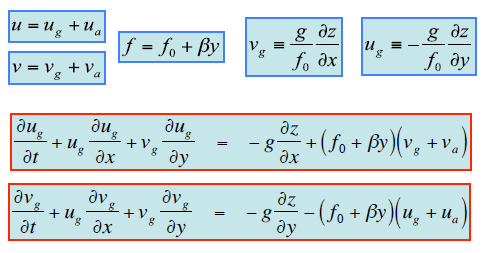 u = u_g + u_a
v = v_g + v_a
f = f_0 + βy
v_g ≡ g/f_0 ∂z/∂x
u_g ≡ − g/f_0 ∂z/∂y
∂u_g/∂t + u_g ∂u_g/∂x + v_g ∂u_g/∂y = −g ∂z/∂x + (f_0 + βy)(v_g + v_a)
∂v_g/∂t + u_g ∂v_g/∂x + v_g ∂v_g/∂y = −g ∂z/∂y − (f_0 + βy)(u_g + u_a)